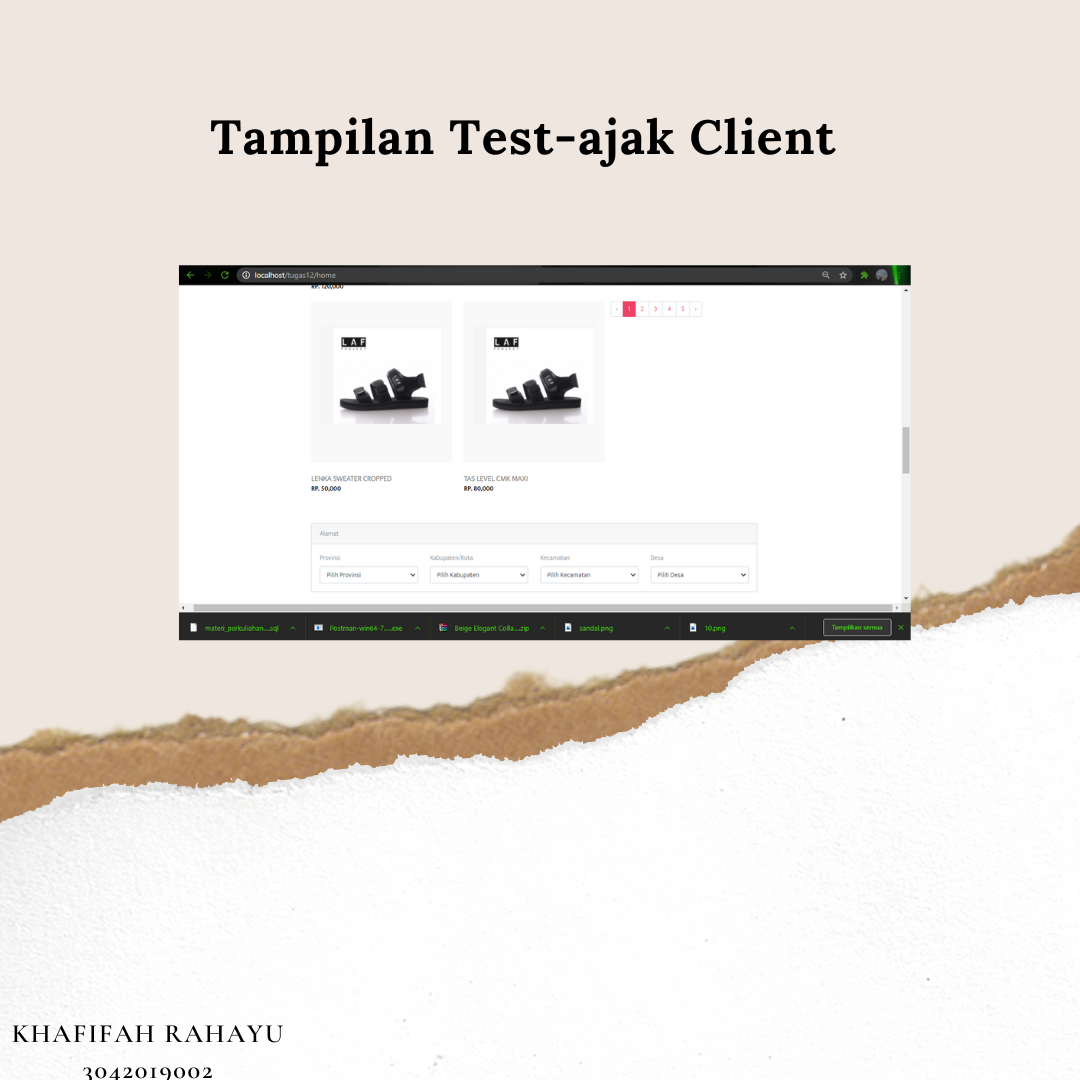 Tampilan Test-ajak Client
localhost/tugas12/home
RP. 120,000
‹ 1 2 3 4 5 ›
LAF LAF
PROJECT PROJECT
LENKA SWEATER CROPPED TAS LEVEL CMK MAXI
RP. 50,000 RP. 80,000
Alamat
Provinsi Kabupaten/Kota Kecamatan Desa
Pilih Provinsi Pilih Kabupaten Pilih Kecamatan Pilih Desa
materi_perkuliahan....sql Postman-win64-7.....exe Beige Elegant Colla....zip sandal.png 10.png Tampilkan semua
KHAFIFAH RAHAYU
3042019002